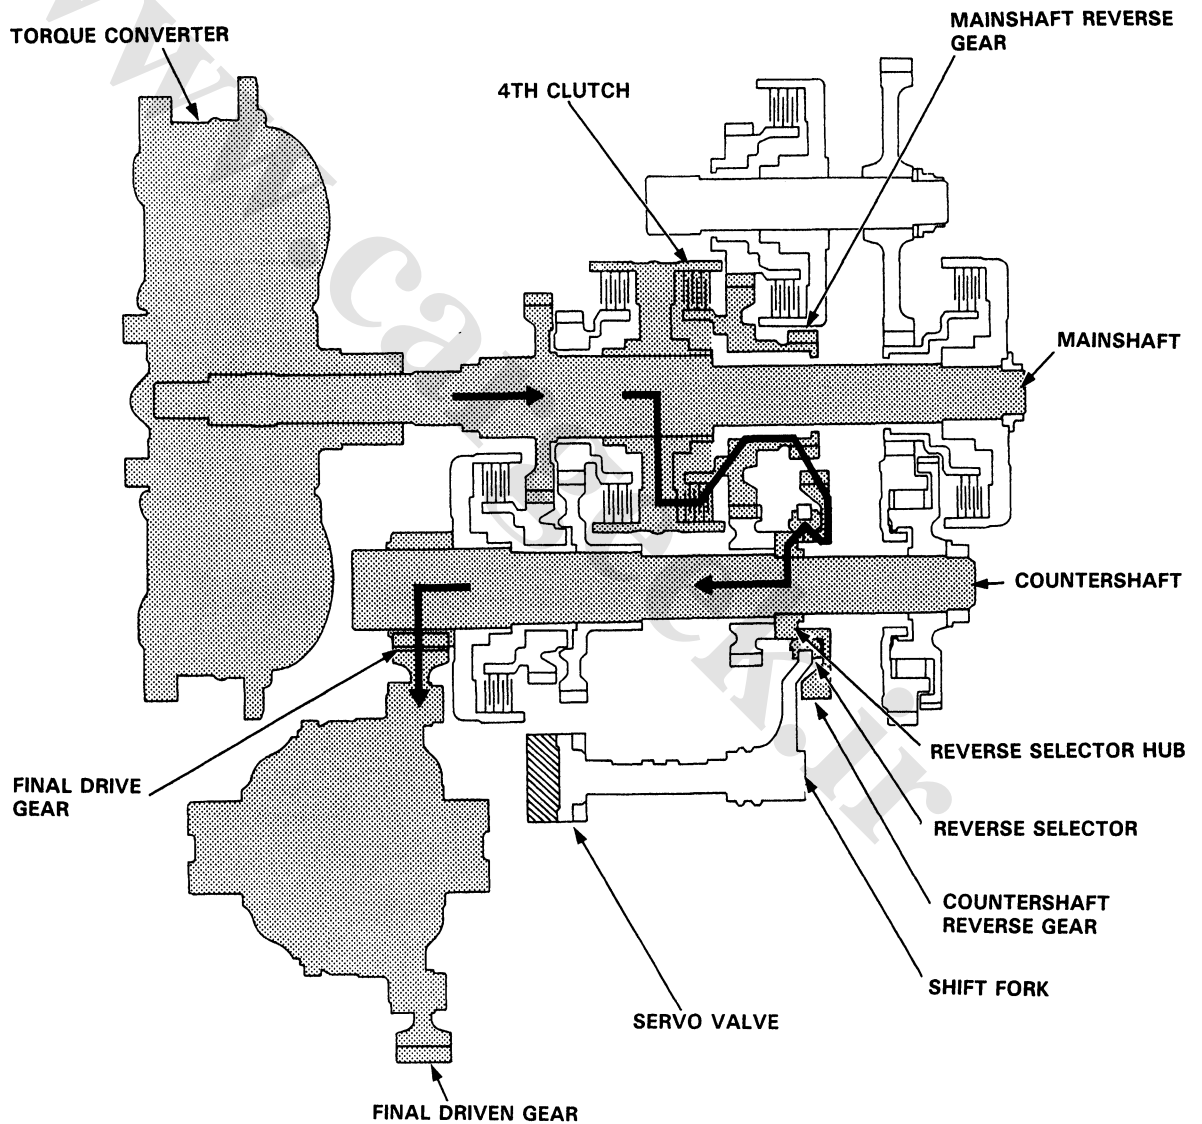 MAINSHAFT REVERSE
GEAR
TORQUE CONVERTER
4TH CLUTCH
MAINSHAFT
COUNTERSHAFT
REVERSE SELECTOR HUB
FINAL DRIVE
GEAR
REVERSE SELECTOR
COUNTERSHAFT
REVERSE GEAR
SHIFT FORK
SERVO VALVE
FINAL DRIVEN GEAR